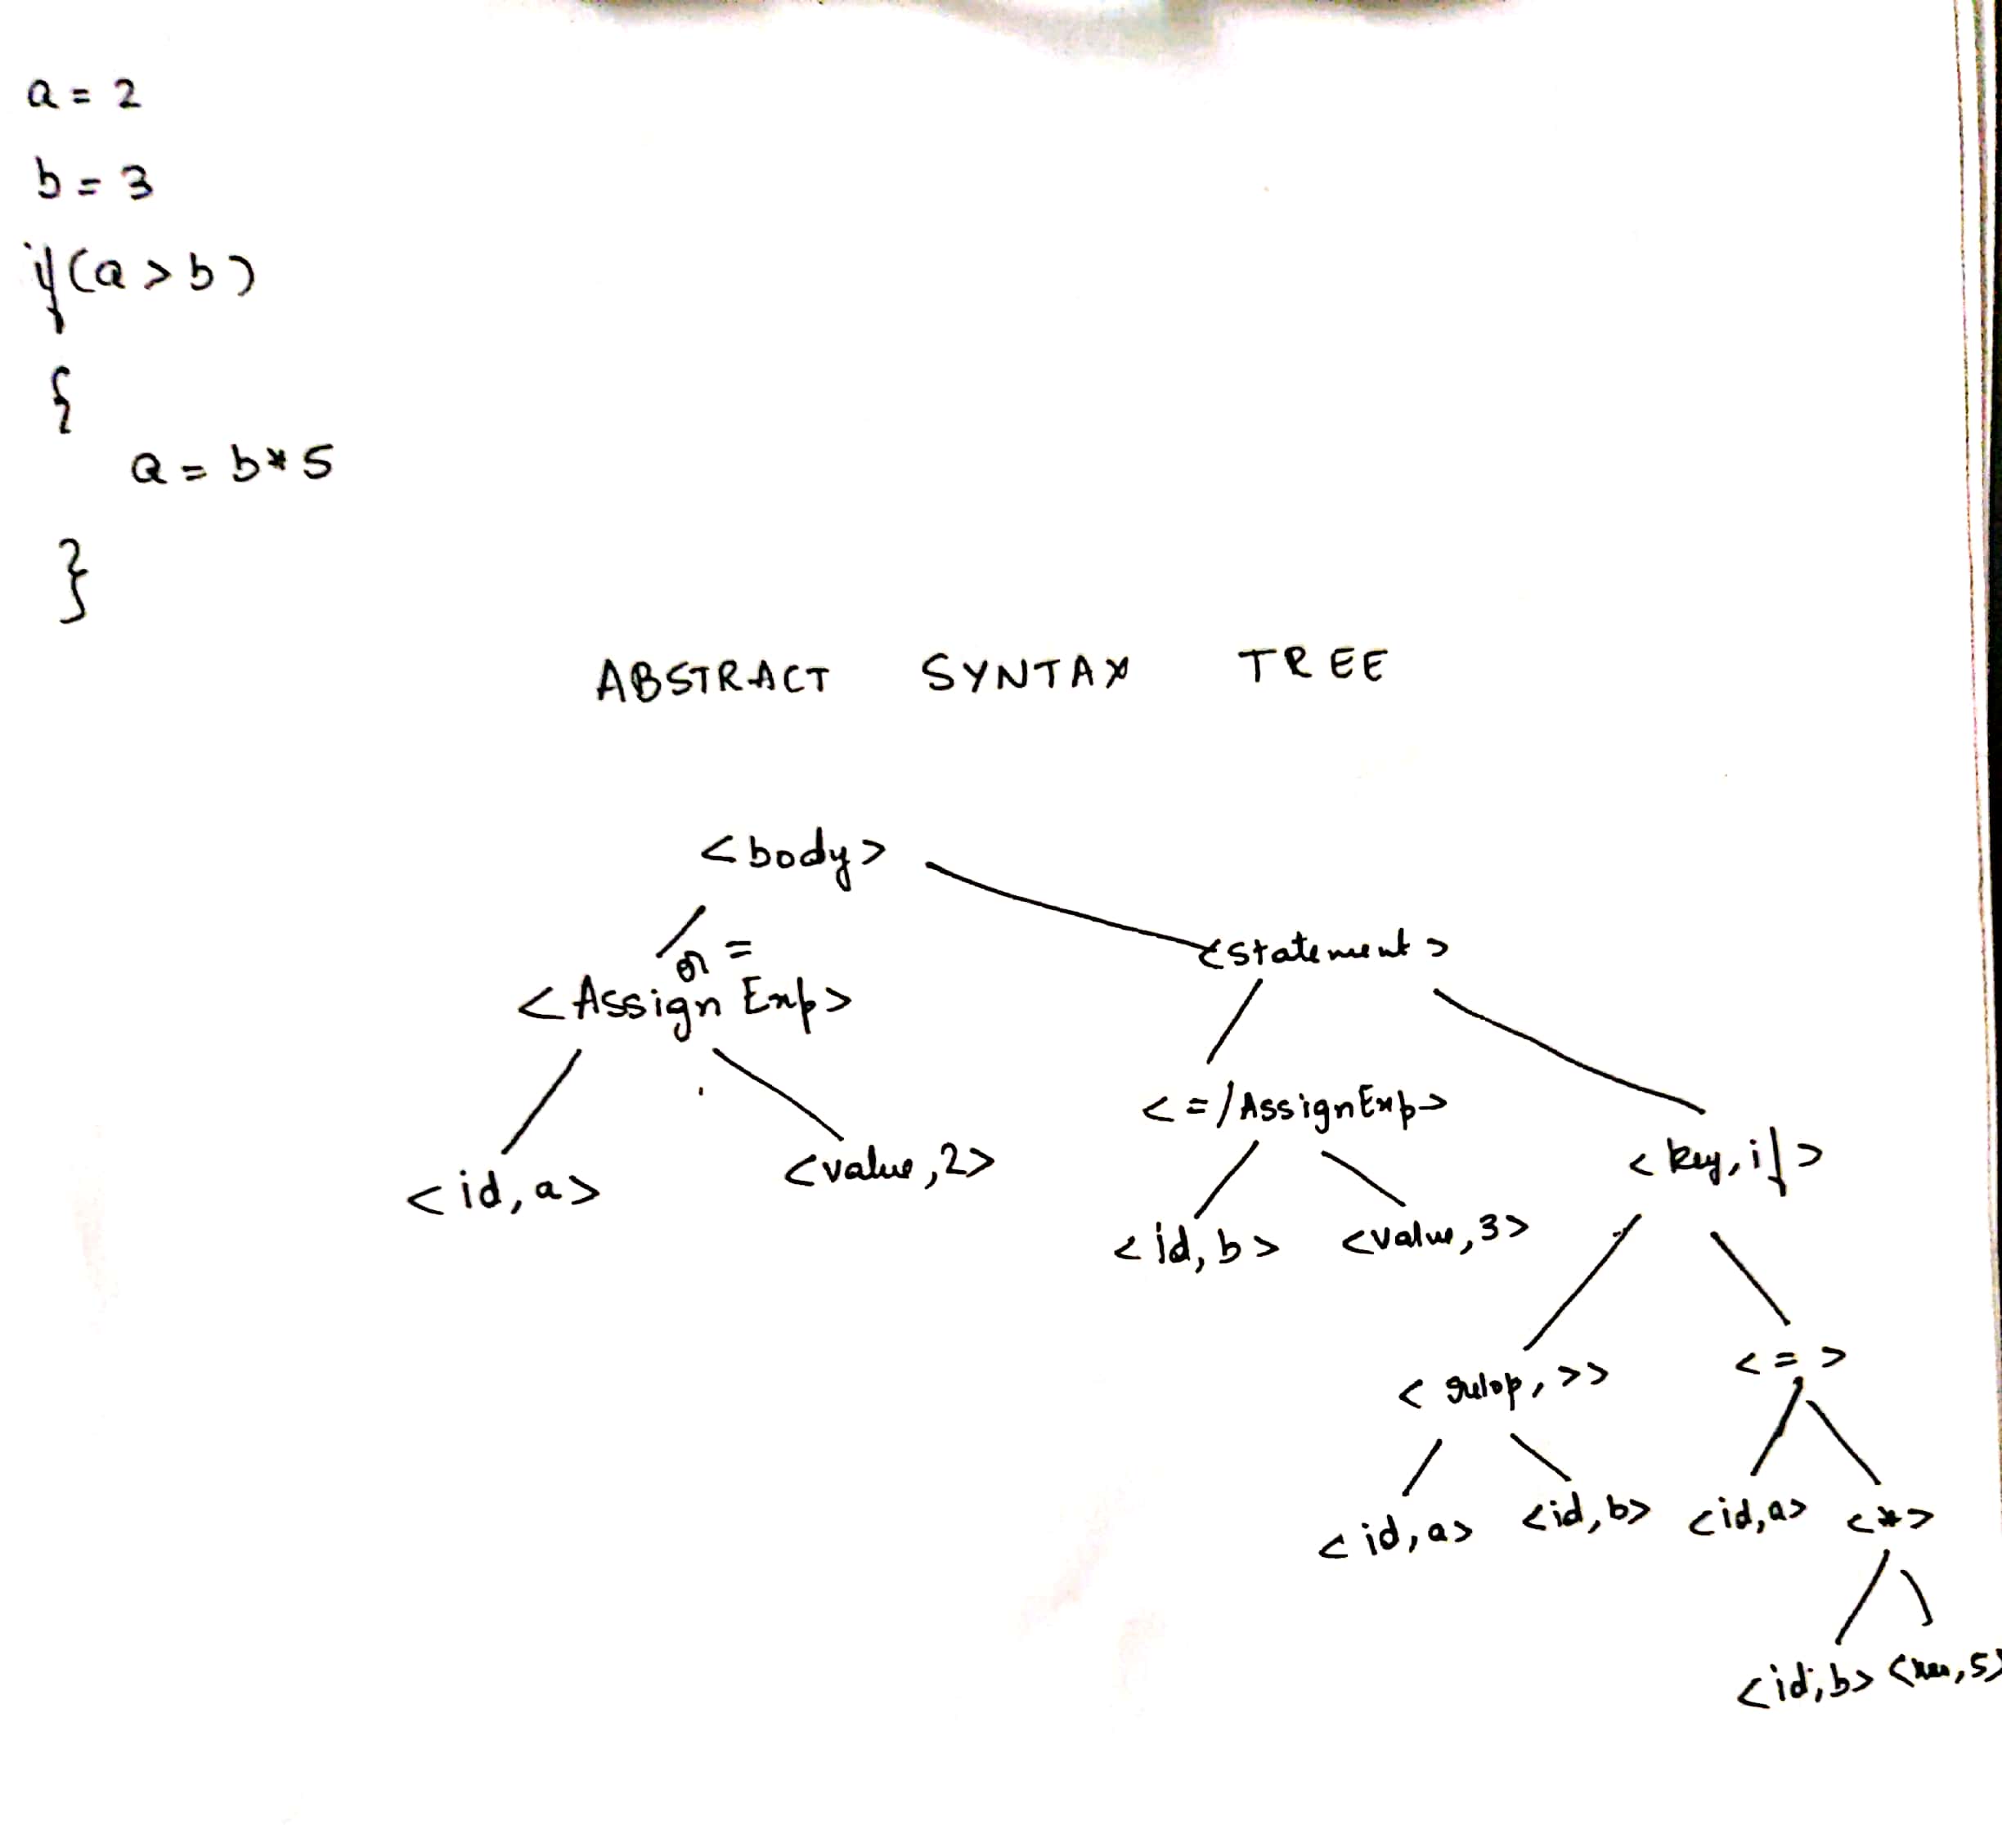 a = 2
b = 3
if(a > b)
{
a = b * 5
}
ABSTRACT SYNTAX TREE
<body>
or =
<statement>
<Assign Exp>
<=/AssignExp>
<key, if>
<id, a>
<value, 2>
<id, b>
<value, 3>
<relop, >>
<=>
<id, a>
<id, b>
<id, a>
<*>
<id, b>
5>